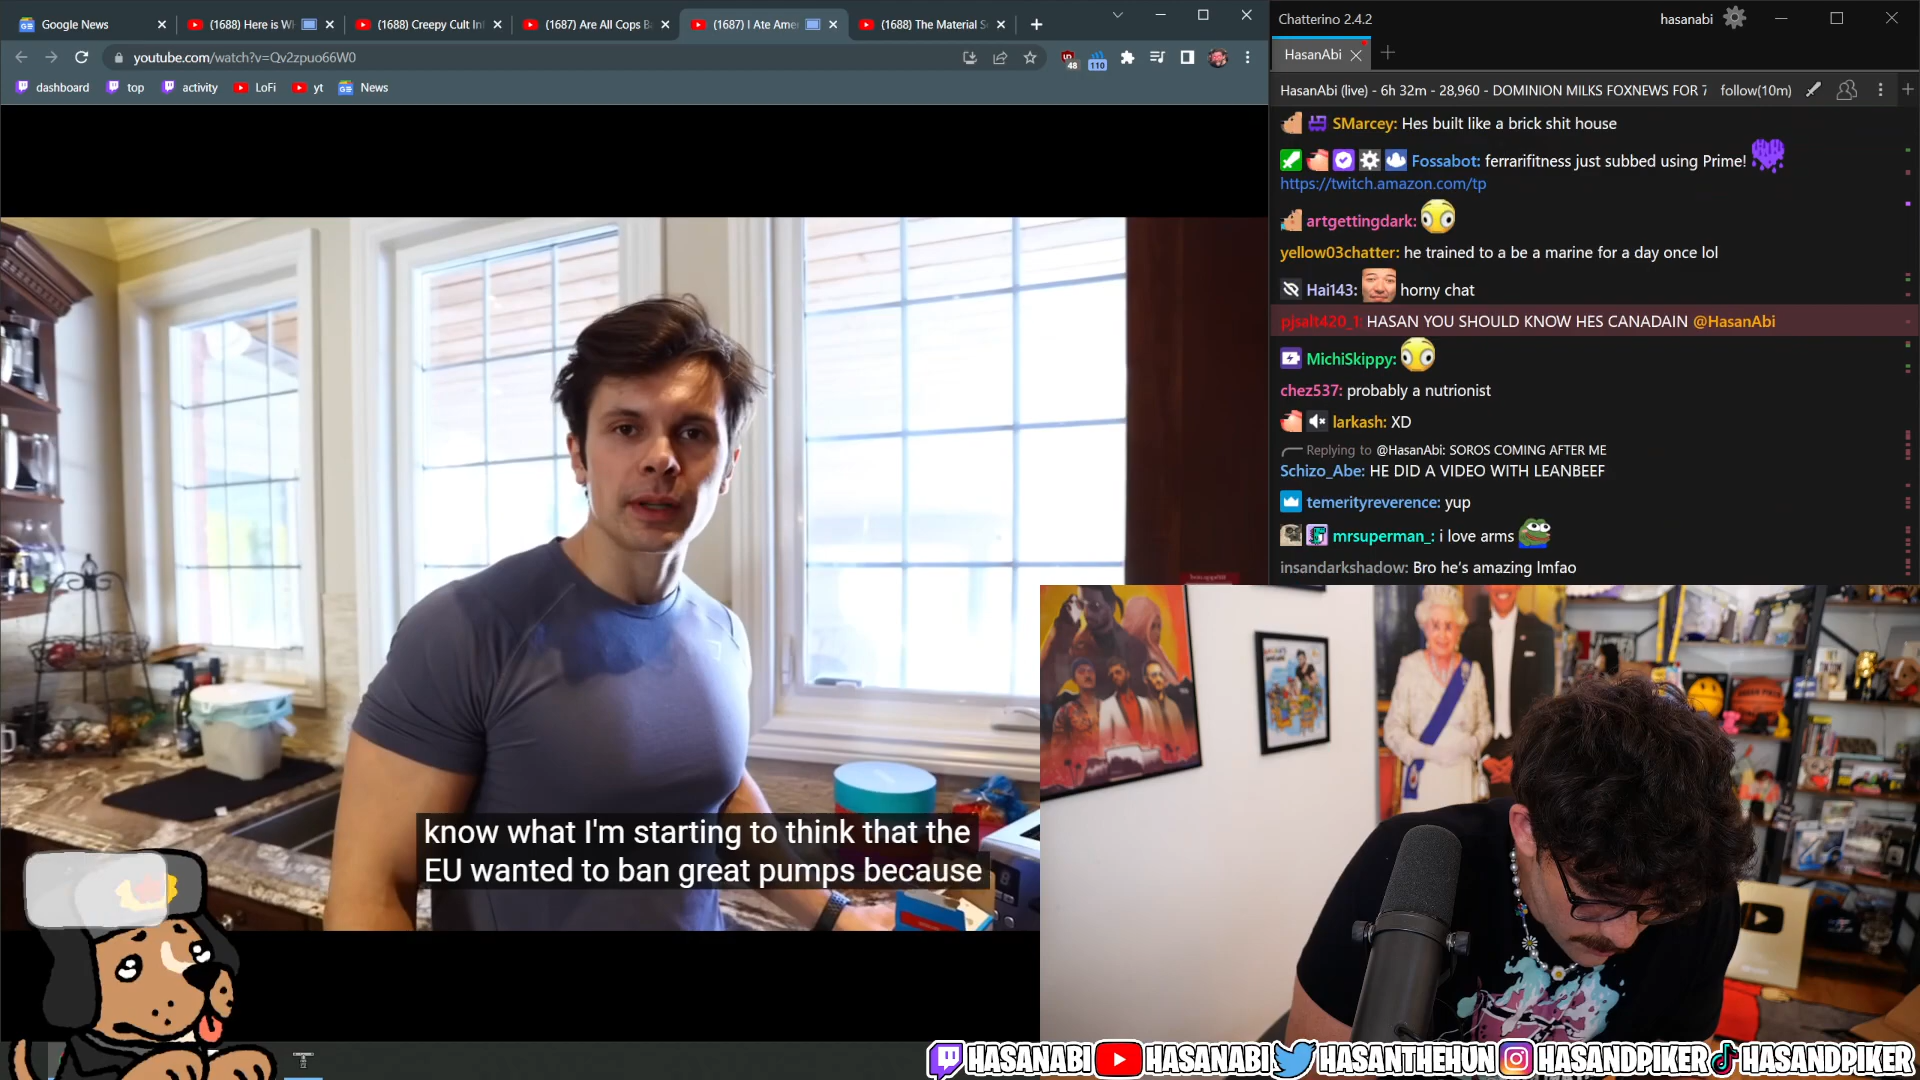 Google News
(1688) Here is Wh
(1688) Creepy Cult In
(1687) Are All Cops Ba
(1687) I Ate Amer
(1688) The Material S
youtube.com/watch?v=Qv2zpuo66W0
48
110
dashboard
top
activity
LoFi
yt
News
know what I'm starting to think that the
EU wanted to ban great pumps because
Chatterino 2.4.2
hasanabi
HasanAbi
HasanAbi (live) - 6h 32m - 28,960 - DOMINION MILKS FOXNEWS FOR 7
follow(10m)
SMarcey: Hes built like a brick shit house
Fossabot: ferrarifitness just subbed using Prime!
https://twitch.amazon.com/tp
artgettingdark:
yellow03chatter: he trained to a be a marine for a day once lol
Hai143: horny chat
pjsalt420_1: HASAN YOU SHOULD KNOW HES CANADAIN @HasanAbi
MichiSkippy:
chez537: probably a nutrionist
larkash: XD
Replying to @HasanAbi: SOROS COMING AFTER ME
Schizo_Abe: HE DID A VIDEO WITH LEANBEEF
temerityreverence: yup
mrsuperman_: i love arms
insandarkshadow: Bro he's amazing lmfao
HASANABI HASANABI HASANTHEHUN HASANDPIKER HASANDPIKER